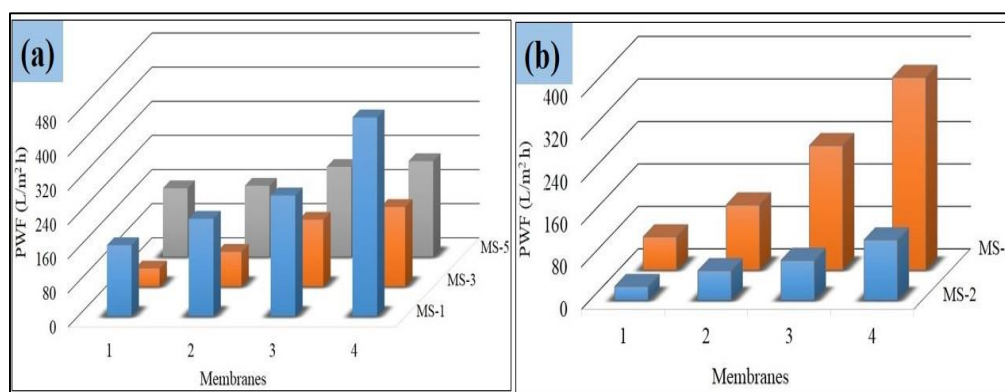 (a)
480
400
320
240
160
80
0
PWF (L/m² h)
1 2 3 4
Membranes
MS-5
MS-3
MS-1
(b)
400
320
240
160
80
0
PWF (L/m² h)
1 2 3 4
Membranes
MS-
MS-2